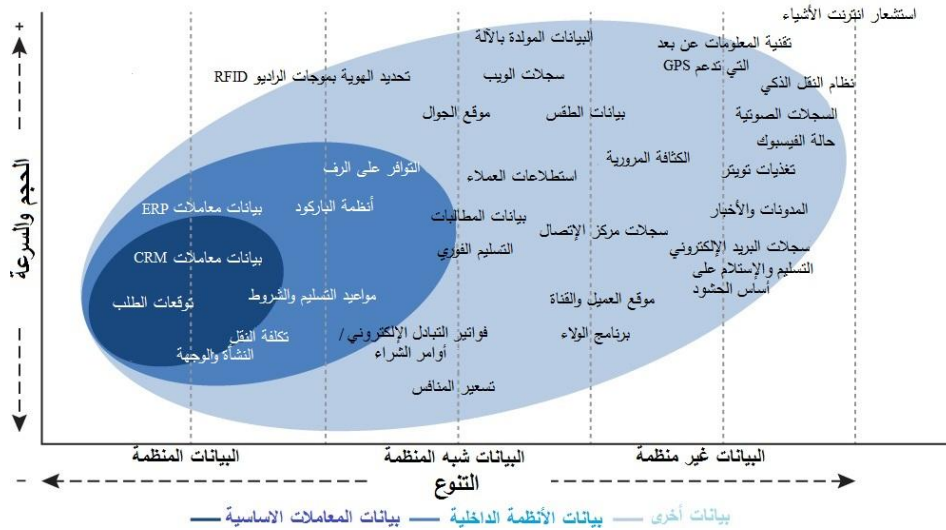 +
استشعار انترنت الأشياء
البيانات المولدة بالآلة
تقنية المعلومات عن بعد
التي تدعم GPS
نظام النقل الذكي
سجلات الويب
تحديد الهوية بموجات الراديو RFID
السجلات الصوتية
بيانات الطقس
موقع الجوال
حالة الفيسبوك
الكثافة المرورية
تغذيات تويتر
استطلاعات العملاء
التوافر على الرف
المدونات والأخبار
بيانات المطالبات
أنظمة الباركود
بيانات معاملات ERP
سجلات مركز الإتصال
سجلات البريد الإلكتروني
التسليم الفوري
بيانات معاملات CRM
التسليم والإستلام على
أساس الحشود
موقع العميل والقناة
مواعيد التسليم والشروط
توقعات الطلب
برنامج الولاء
فواتير التبادل الإلكتروني/
أوامر الشراء
تكلفة النقل
النشأة والوجهة
تسعير المنافس
الحجم والسرعة
البيانات المنظمة
البيانات شبه المنظمة
البيانات غير منظمة
-
التنوع
+
بيانات المعاملات الاساسية
بيانات الأنظمة الداخلية
بيانات أخرى